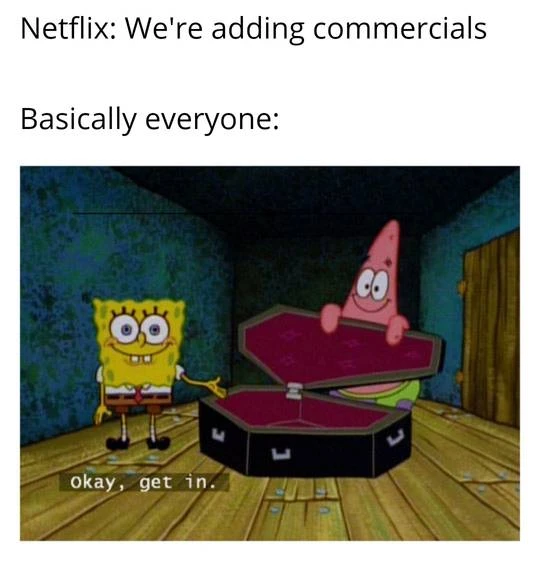 Netflix: We're adding commercials
Basically everyone:
okay, get in.